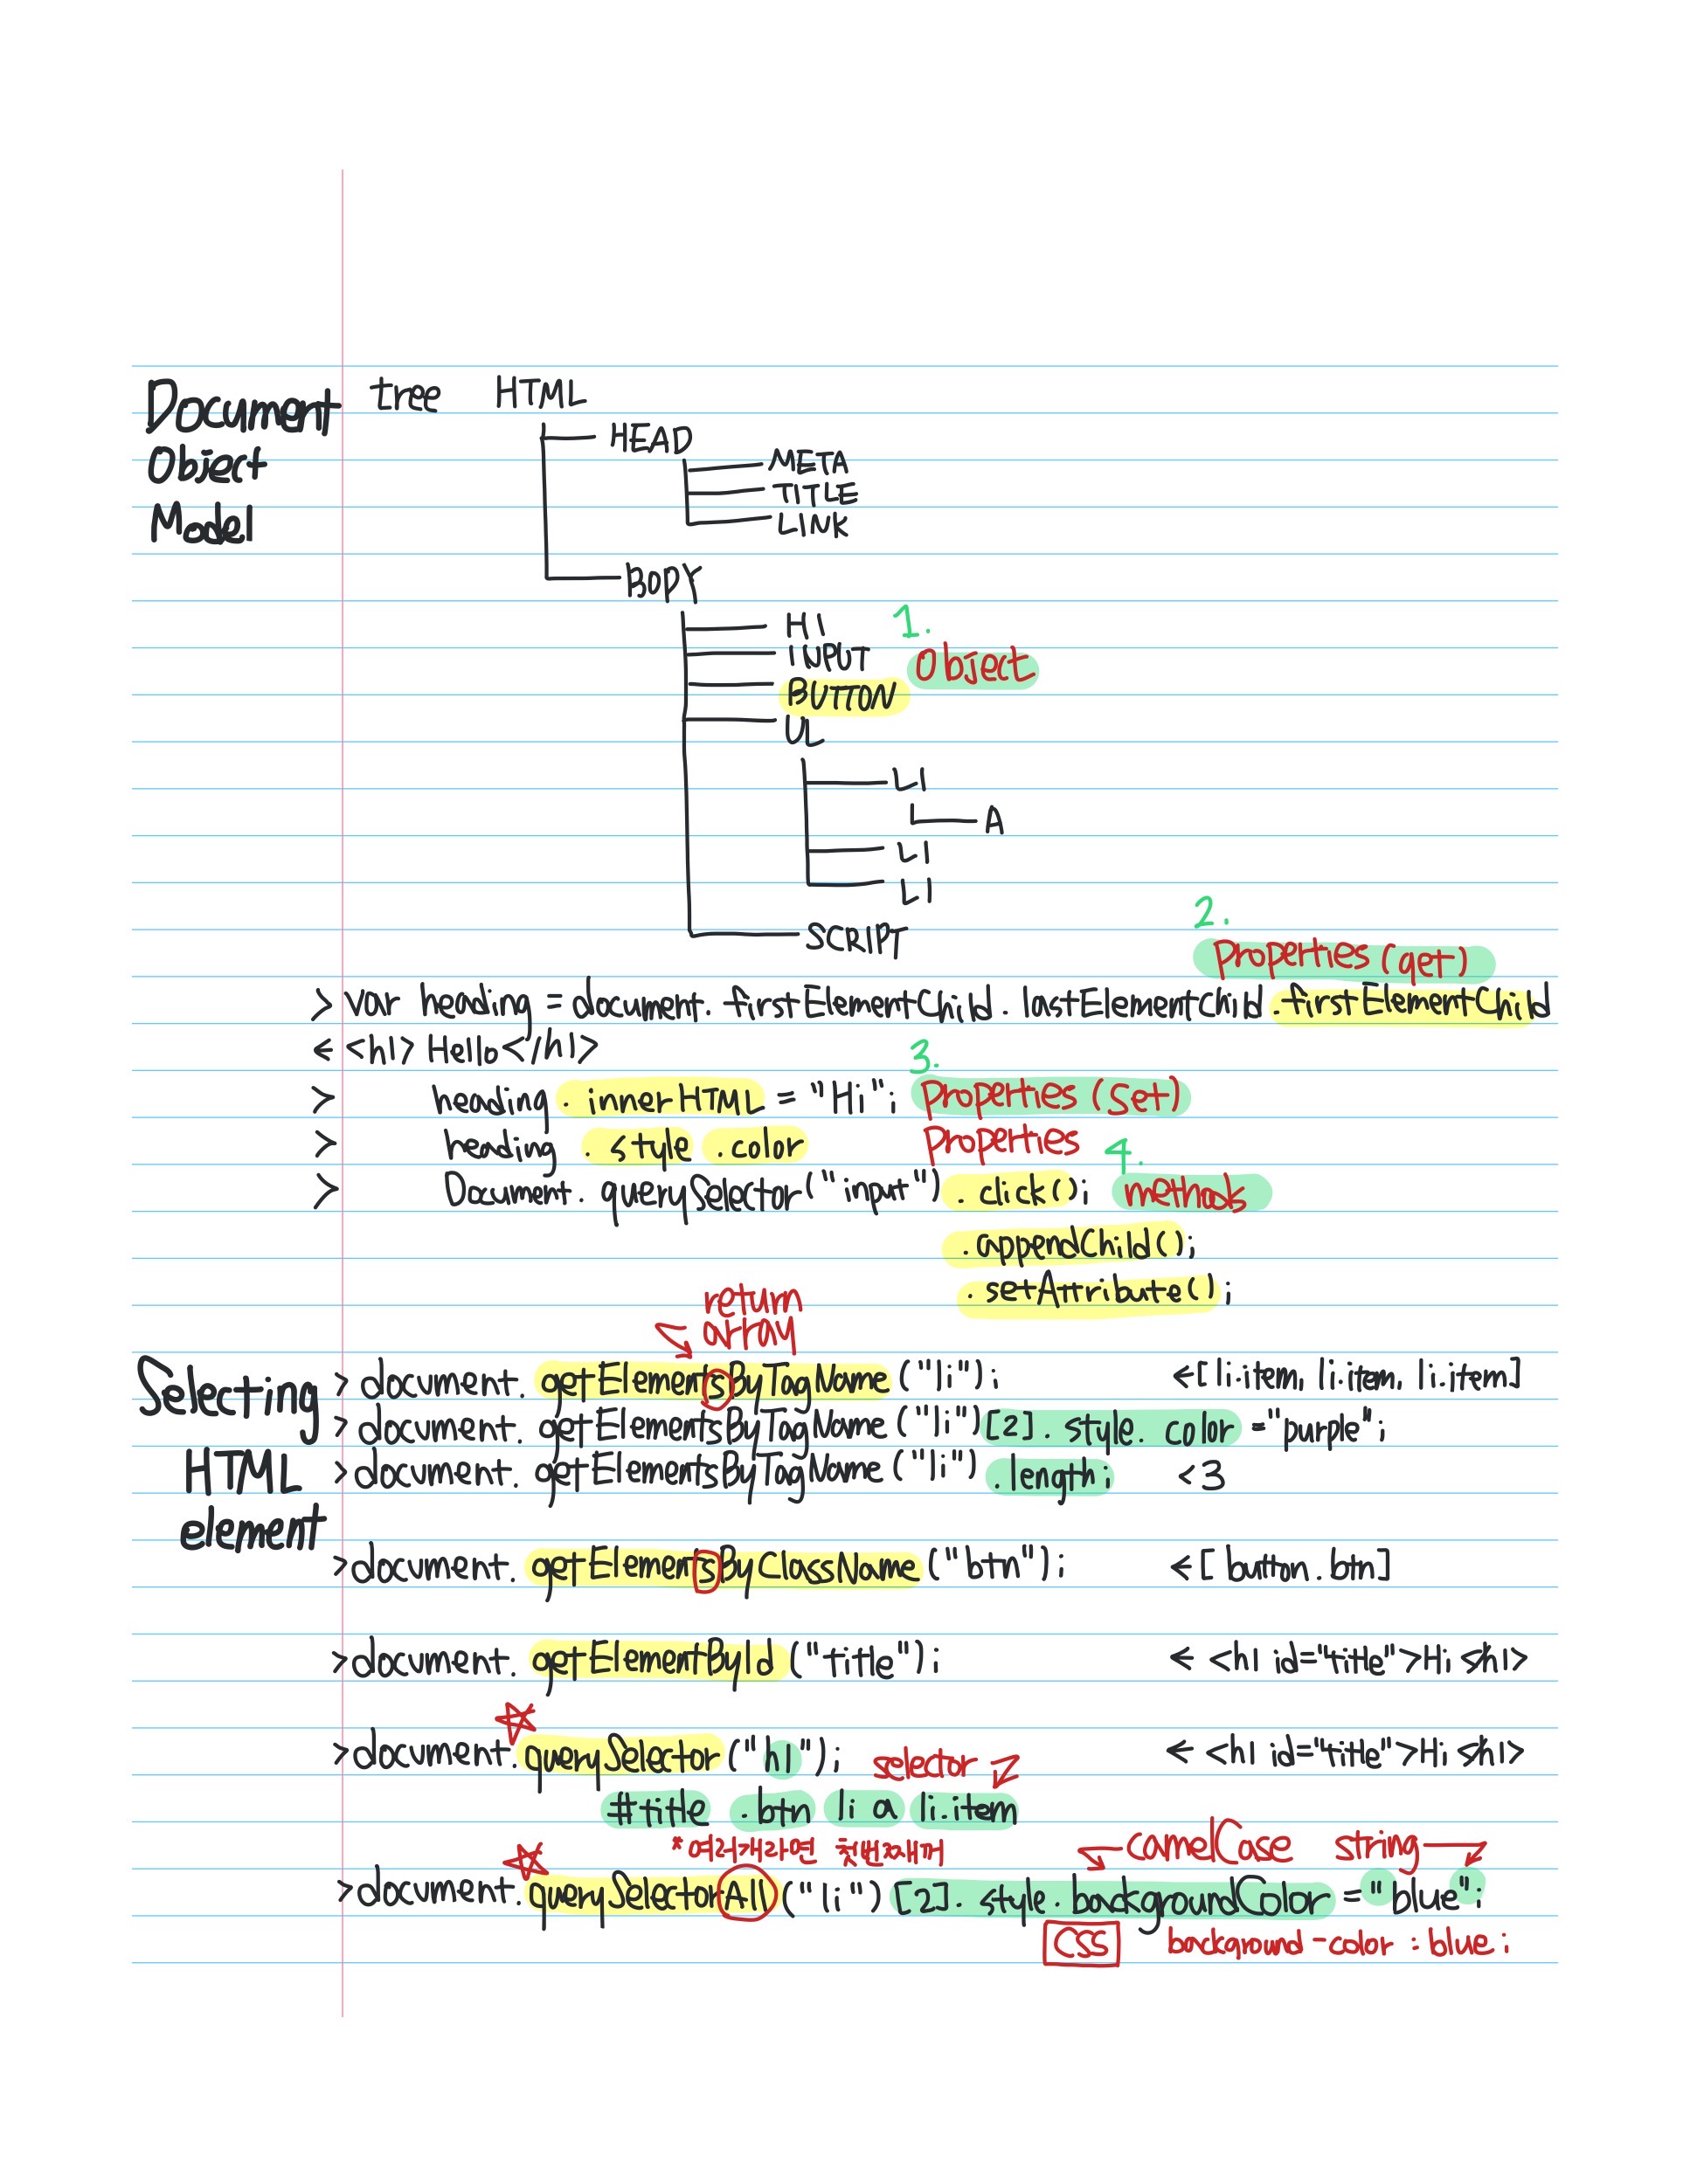 Document tree HTML
Object
Model
HEAD
META
TITLE
LINK
BODY
H1 1.
INPUT Object
BUTTON
UL
LI
A
LI
LI
SCRIPT
2.
Properties (get)
> var heading = document. firstElementChild . lastElementChild .firstElementChild
< <h1> Hello</h1>
3.
> heading . innerHTML = "Hi"; Properties (Set)
> heading . style .color Properties
4.
> Document. querySelector("input") . click(); methods
.appendChild();
. setAttribute();
return
array
Selecting
HTML
element
> document. getElementsByTagName ("li"); <[li.item, li.item, li.item]
> document. getElementsByTagName ("li") [2] . style. color ="purple";
> document. getElementsByTagName ("li") .length; <3
>document. getElementsByClassName ("btn"); <[ button . btn]
>document. getElementById ("title"); < <h1 id="title">Hi </h1>
>document.querySelector ("h1"); selector < <h1 id="title">Hi </h1>
#title .btn li a li.item
*여러개라면 첫번째꺼 camelCase string
>document.querySelectorAll ("li") [2]. style.backgroundColor ="blue";
CSS background-color : blue ;